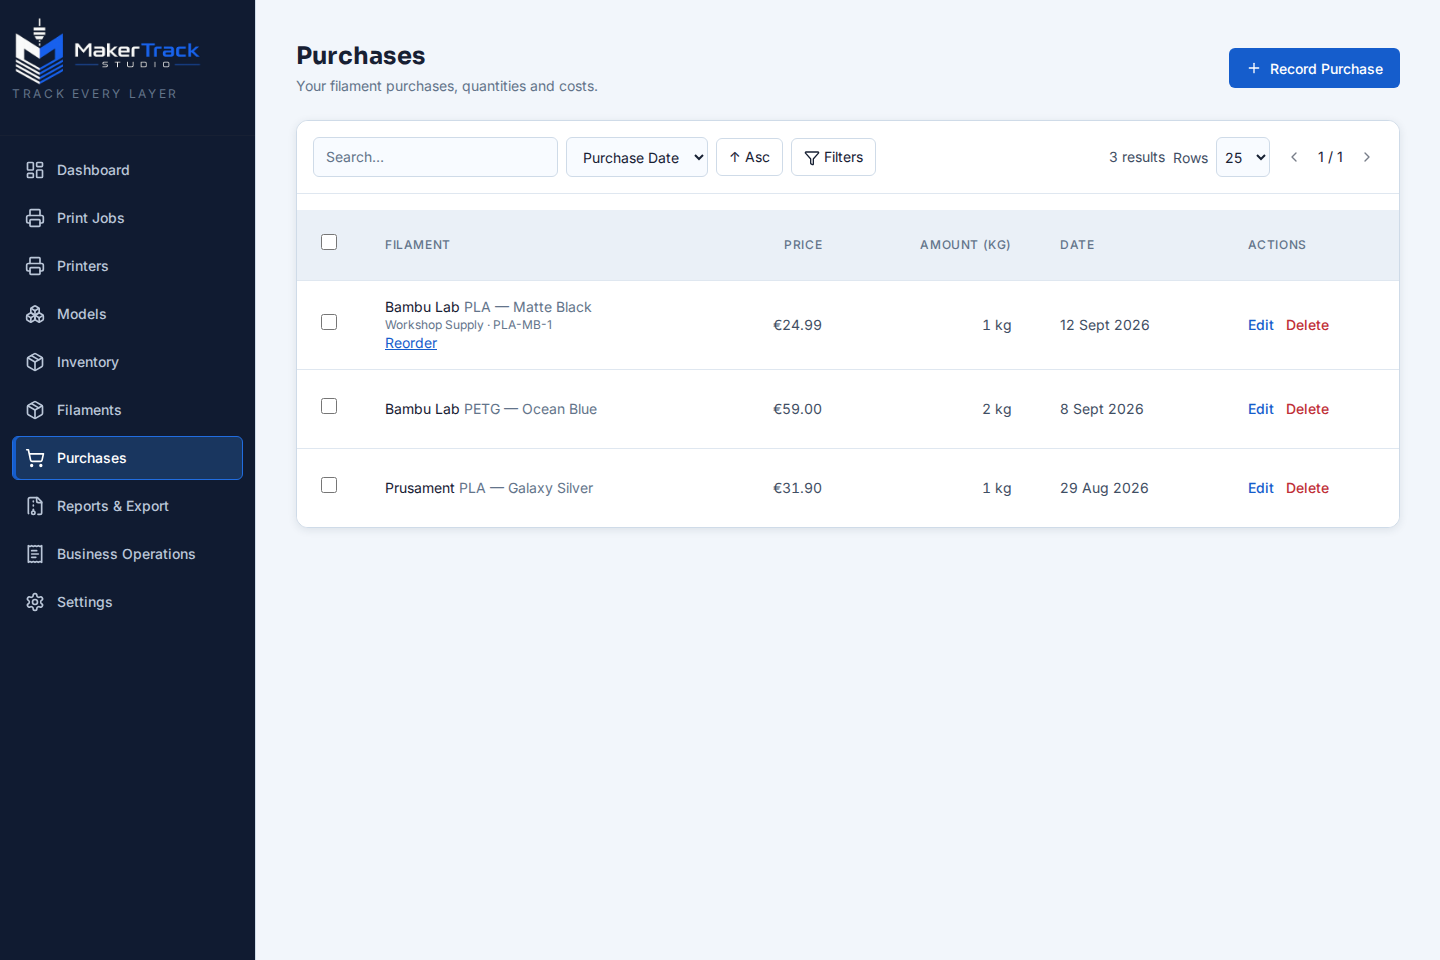 MakerTrack
STUDIO
TRACK EVERY LAYER
Dashboard
Print Jobs
Printers
Models
Inventory
Filaments
Purchases
Reports & Export
Business Operations
Settings
Purchases
Your filament purchases, quantities and costs.
+ Record Purchase
Search...
Purchase Date
↑ Asc
Filters
3 results
Rows
25
1 / 1
FILAMENT PRICE AMOUNT (KG) DATE ACTIONS
Bambu Lab PLA — Matte Black
Workshop Supply · PLA-MB-1
Reorder
€24.99 1 kg 12 Sept 2026 Edit Delete
Bambu Lab PETG — Ocean Blue €59.00 2 kg 8 Sept 2026 Edit Delete
Prusament PLA — Galaxy Silver €31.90 1 kg 29 Aug 2026 Edit Delete